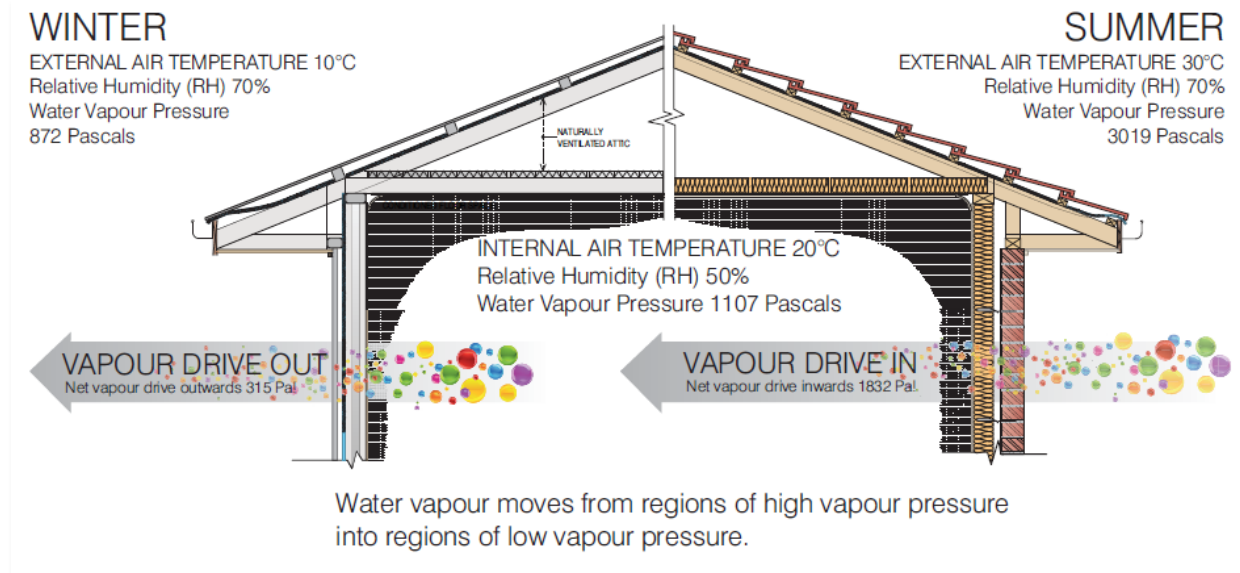 WINTER
EXTERNAL AIR TEMPERATURE 10°C
Relative Humidity (RH) 70%
Water Vapour Pressure
872 Pascals
SUMMER
EXTERNAL AIR TEMPERATURE 30°C
Relative Humidity (RH) 70%
Water Vapour Pressure
3019 Pascals
NATURALLY
VENTILATED ATTIC
INTERNAL AIR TEMPERATURE 20°C
Relative Humidity (RH) 50%
Water Vapour Pressure 1107 Pascals
VAPOUR DRIVE OUT
Net vapour drive outwards 315 Pa!
VAPOUR DRIVE IN
Net vapour drive inwards 1832 Pa!
Water vapour moves from regions of high vapour pressure
into regions of low vapour pressure.